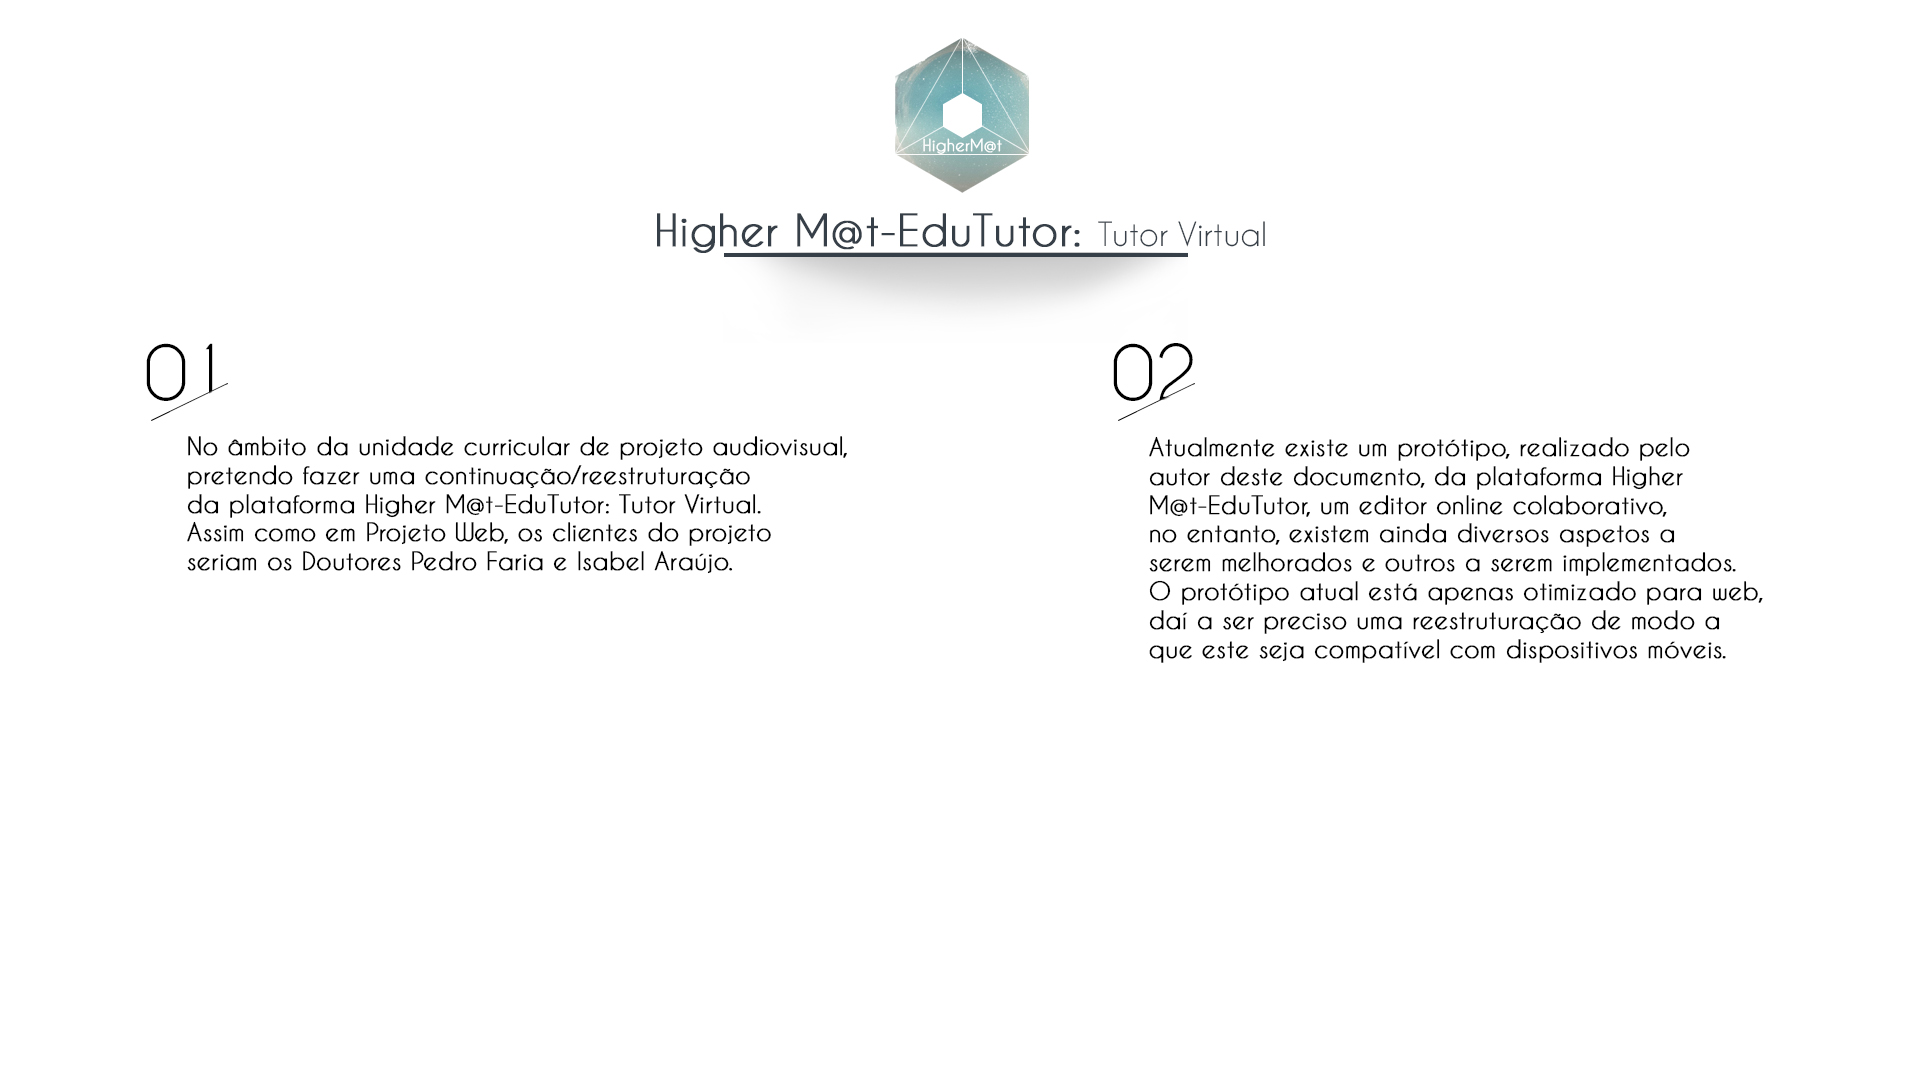 HigherM@t
Higher M@t-EduTutor: Tutor Virtual
01
No âmbito da unidade curricular de projeto audiovisual,
pretendo fazer uma continuação/reestruturação
da plataforma Higher M@t-EduTutor: Tutor Virtual.
Assim como em Projeto Web, os clientes do projeto
seriam os Doutores Pedro Faria e Isabel Araújo.
02
Atualmente existe um protótipo, realizado pelo
autor deste documento, da plataforma Higher
M@t-EduTutor, um editor online colaborativo,
no entanto, existem ainda diversos aspetos a
serem melhorados e outros a serem implementados.
O protótipo atual está apenas otimizado para web,
daí a ser preciso uma reestruturação de modo a
que este seja compatível com dispositivos móveis.